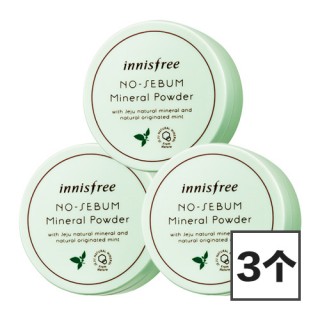 innisfree
NO-SEBUM
Mineral Powder
with Jeju natural mineral and
natural originated mint
innisfree
NO-SEBUM
Mineral Powder
with Jeju natural mineral and
natural originated mint
innisfree
NO-SEBUM
Mineral Powder
with Jeju natural mineral and
natural originated mint
3个